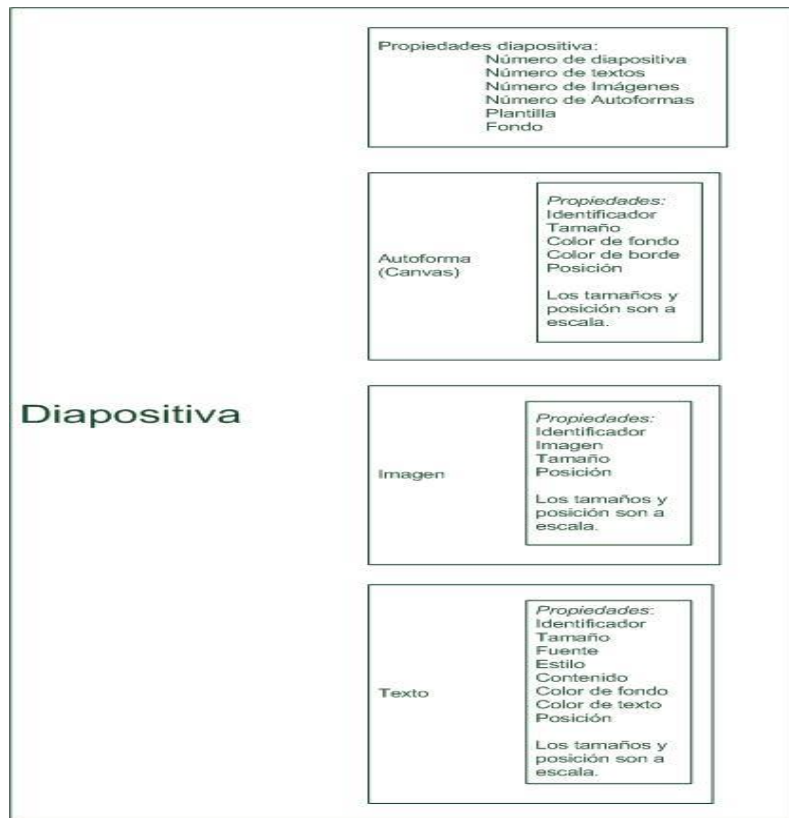 Propiedades diapositiva:
Número de diapositiva
Número de textos
Número de Imágenes
Número de Autoformas
Plantilla
Fondo
Autoforma
(Canvas)
Propiedades:
Identificador
Tamaño
Color de fondo
Color de borde
Posición
Los tamaños y
posición son a
escala.
Diapositiva
Imagen
Propiedades:
Identificador
Imagen
Tamaño
Posición
Los tamaños y
posición son a
escala.
Texto
Propiedades:
Identificador
Tamaño
Fuente
Estilo
Contenido
Color de fondo
Color de texto
Posición
Los tamaños y
posición son a
escala.